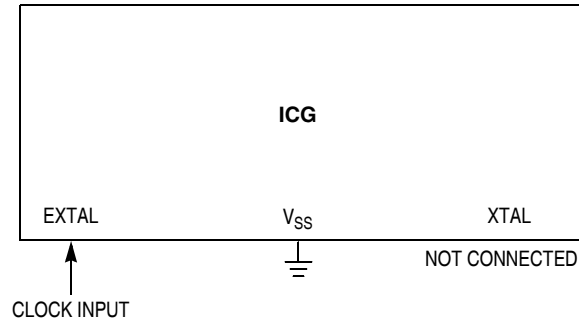 ICG
EXTAL
VSS
XTAL
NOT CONNECTED
CLOCK INPUT